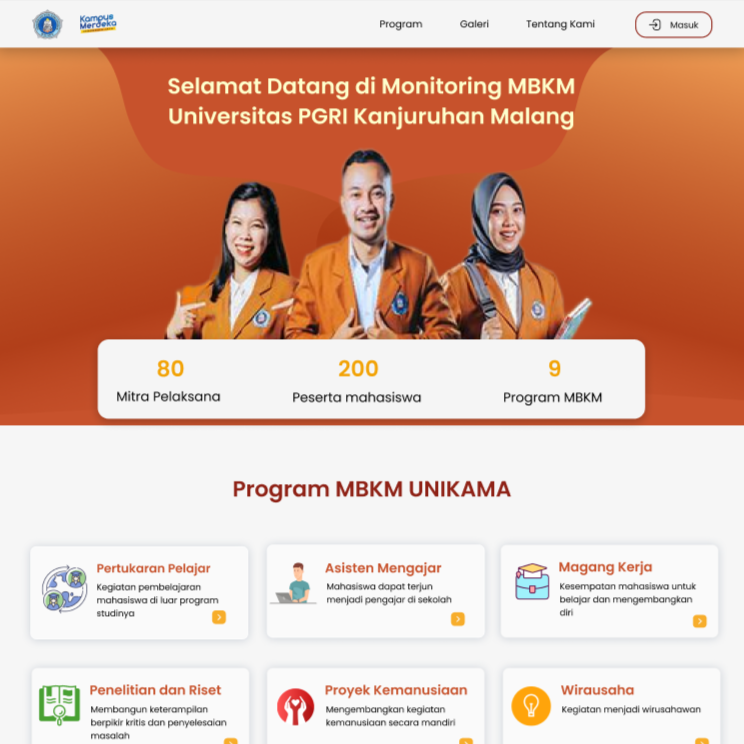 Kampus
Merdeka
Program
Galeri
Tentang Kami
Masuk
Selamat Datang di Monitoring MBKM
Universitas PGRI Kanjuruhan Malang
80
200
9
Mitra Pelaksana
Peserta mahasiswa
Program MBKM
Program MBKM UNIKAMA
Pertukaran Pelajar
Kegiatan pembelajaran
mahasiswa di luar program
studinya
Asisten Mengajar
Mahasiswa dapat terjun
menjadi pengajar di sekolah
Magang Kerja
Kesempatan mahasiswa untuk
belajar dan mengembangkan
diri
Penelitian dan Riset
Membangun keterampilan
berpikir kritis dan penyelesaian
masalah
Proyek Kemanusiaan
Mengembangkan kegiatan
kemanusiaan secara mandiri
Wirausaha
Kegiatan menjadi wirusahawan